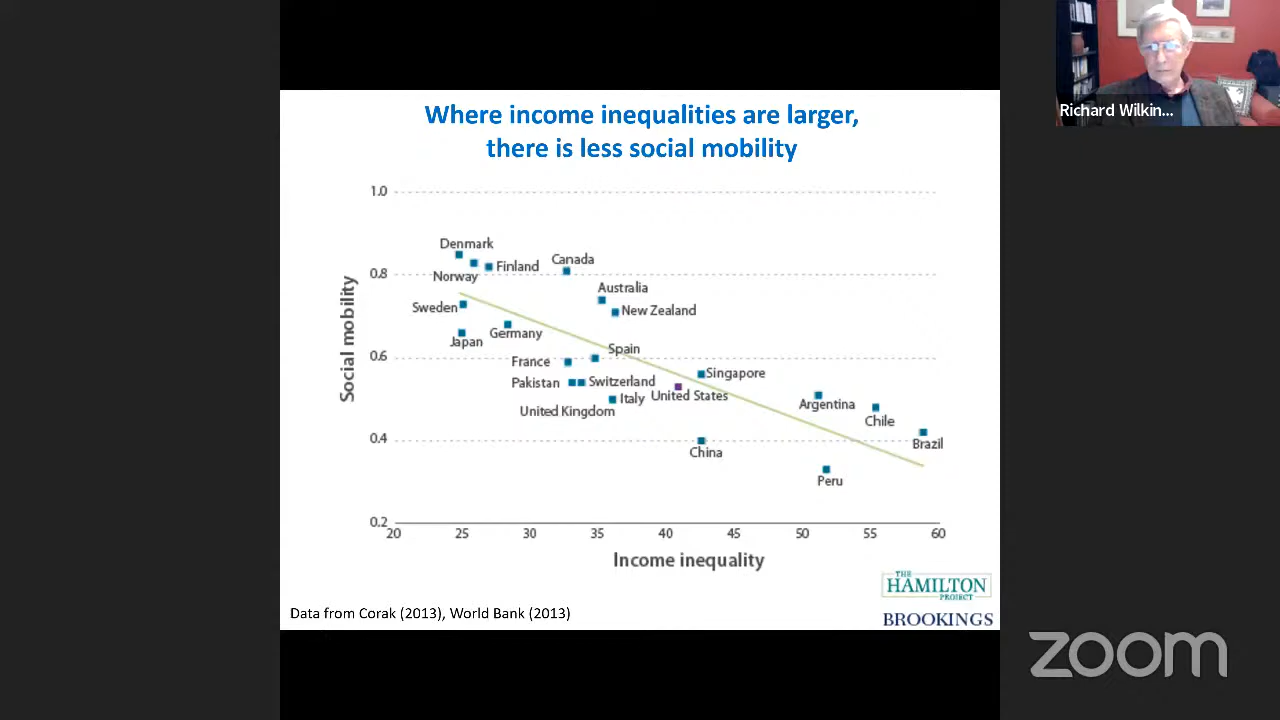 Where income inequalities are larger,
there is less social mobility
Richard Wilkin...
1.0
0.8
0.6
0.4
0.2
Social mobility
Denmark
Norway
Finland
Canada
Sweden
Australia
New Zealand
Japan
Germany
Spain
France
Singapore
Pakistan
Switzerland
United States
Italy
United Kingdom
Argentina
Chile
Brazil
China
Peru
20 25 30 35 40 45 50 55 60
Income inequality
THE
HAMILTON
PROJECT
BROOKINGS
Data from Corak (2013), World Bank (2013)
zoom